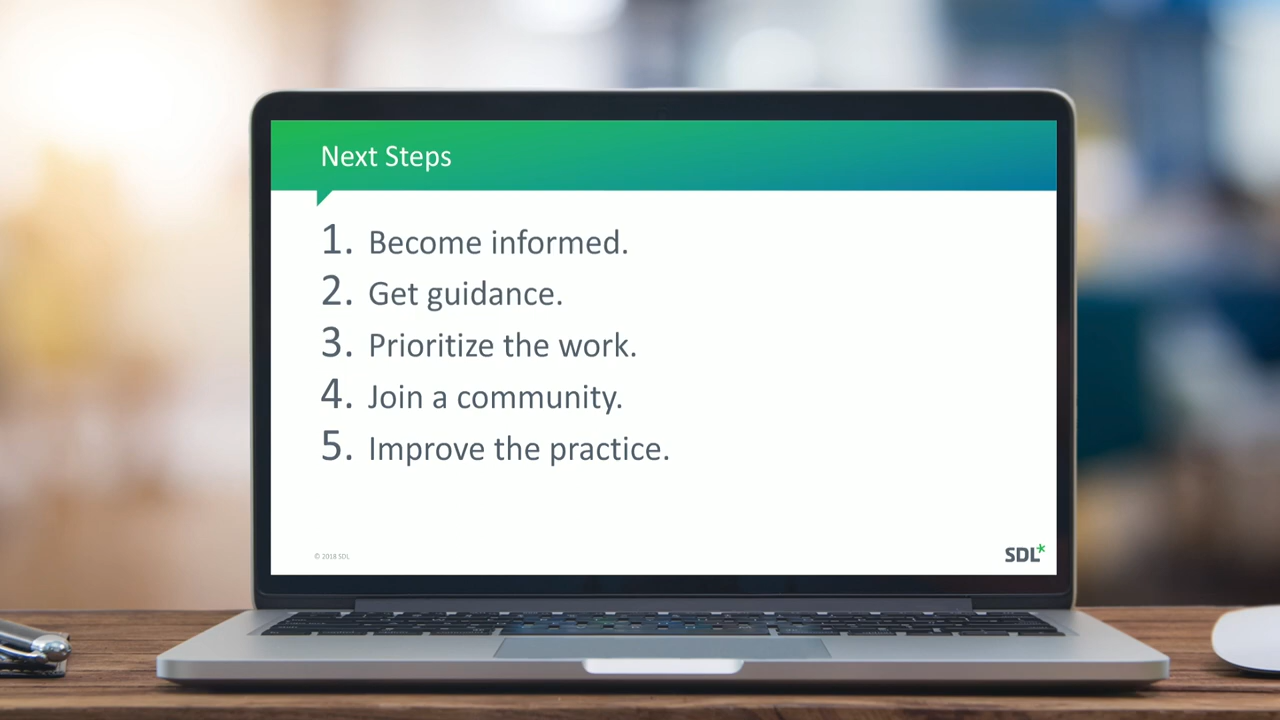 Next Steps
1. Become informed.
2. Get guidance.
3. Prioritize the work.
4. Join a community.
5. Improve the practice.
© 2018 SDL
SDL*